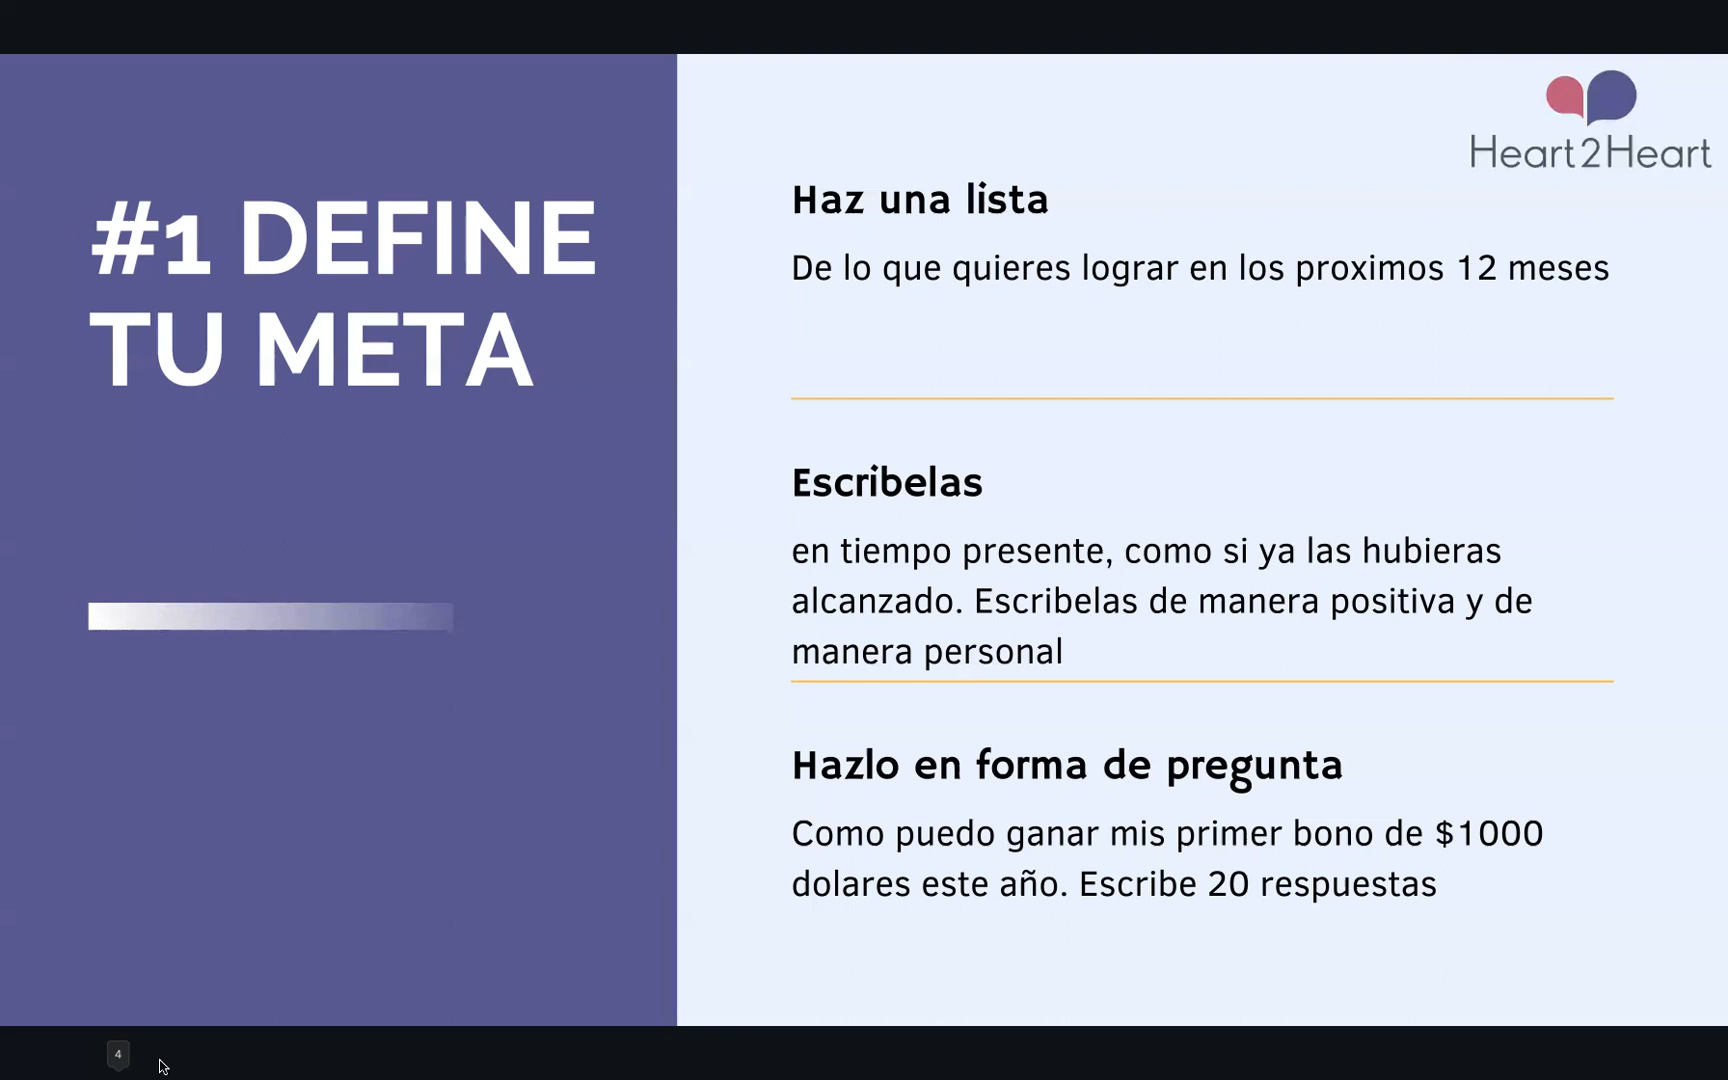 #1 DEFINE
TU META
Heart2Heart
Haz una lista
De lo que quieres lograr en los proximos 12 meses
Escribelas
en tiempo presente, como si ya las hubieras
alcanzado. Escribelas de manera positiva y de
manera personal
Hazlo en forma de pregunta
Como puedo ganar mis primer bono de $1000
dolares este año. Escribe 20 respuestas
4